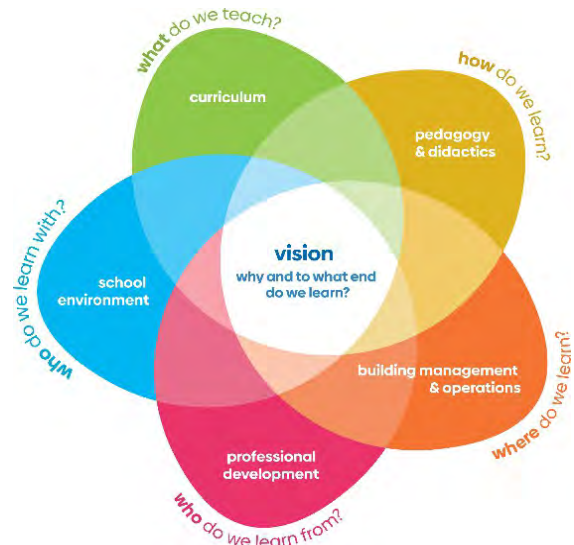 what do we teach?
curriculum
how do we learn?
pedagogy
& didactics
vision
why and to what end
do we learn?
who do we learn with?
school
environment
building management
& operations
where do we learn?
professional
development
who do we learn from?